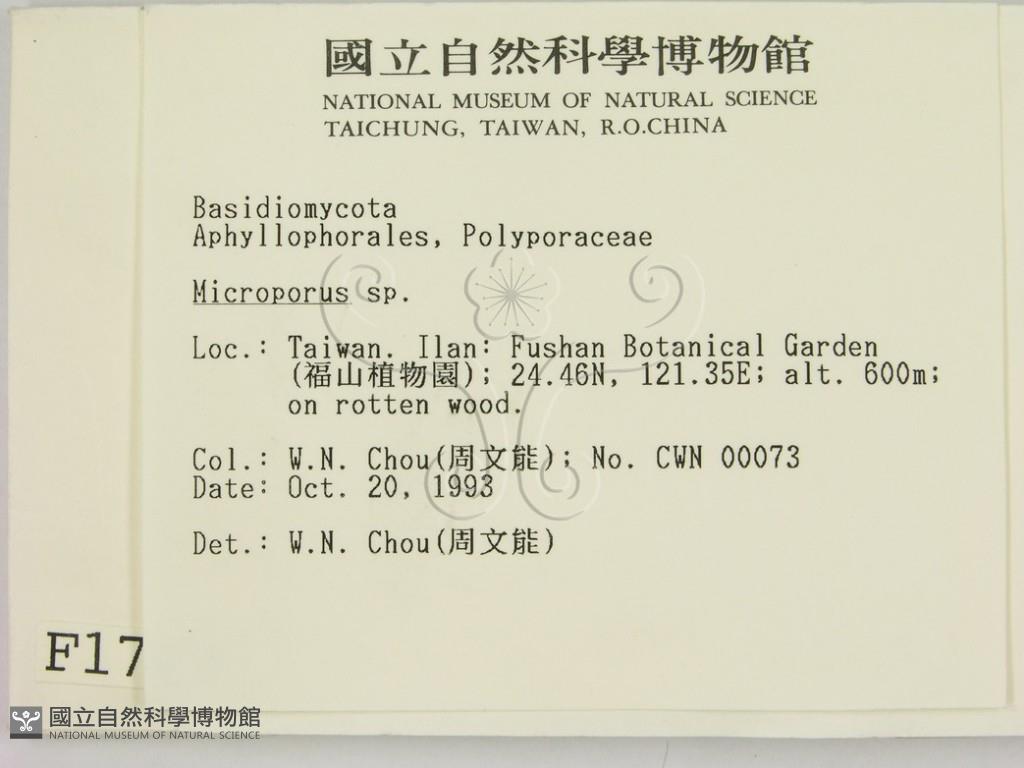 國立自然科學博物館
NATIONAL MUSEUM OF NATURAL SCIENCE
TAICHUNG, TAIWAN, R.O.CHINA
Basidiomycota
Aphyllophorales, Polyporaceae
Microporus sp.
Loc.: Taiwan. Ilan: Fushan Botanical Garden
(福山植物園); 24.46N, 121.35E; alt. 600m;
on rotten wood.
Col.: W.N. Chou(周文能); No. CWN 00073
Date: Oct. 20, 1993
Det.: W.N. Chou(周文能)
F17
國立自然科學博物館
NATIONAL MUSEUM OF NATURAL SCIENCE